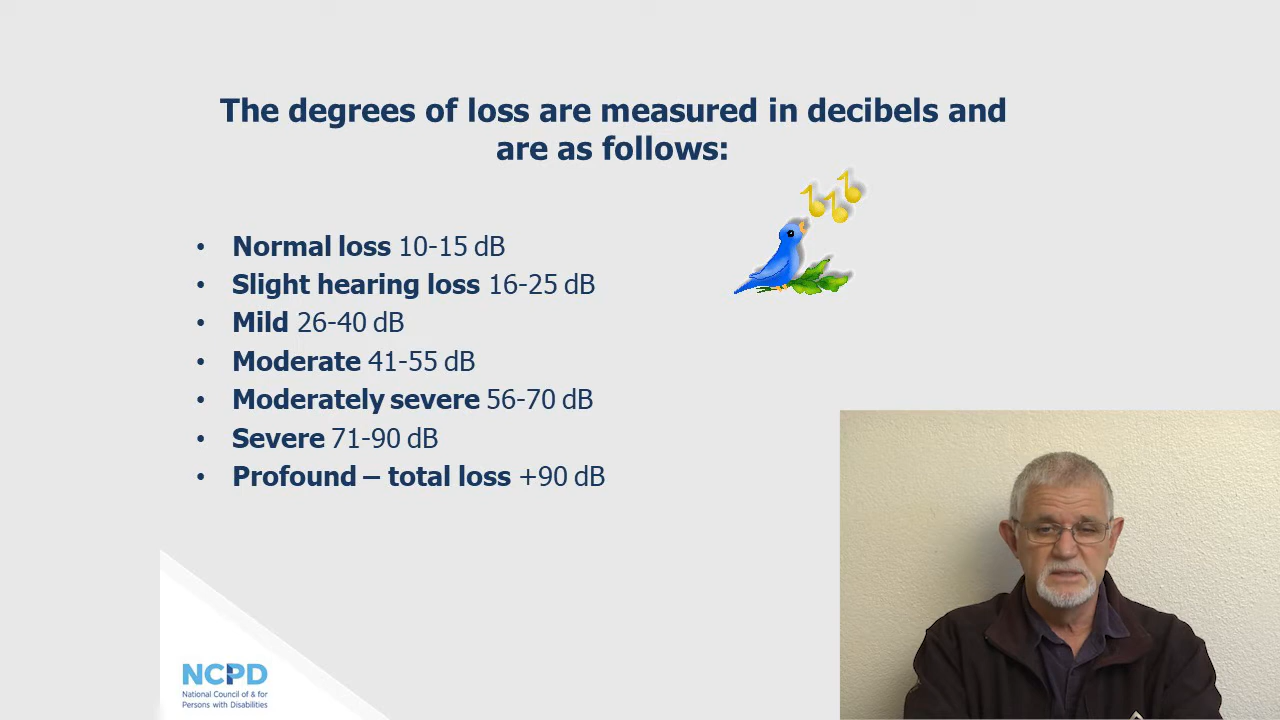 The degrees of loss are measured in decibels and
are as follows:
• Normal loss 10-15 dB
• Slight hearing loss 16-25 dB
• Mild 26-40 dB
• Moderate 41-55 dB
• Moderately severe 56-70 dB
• Severe 71-90 dB
• Profound – total loss +90 dB
NCPD
National Council of & for
Persons with Disabilities